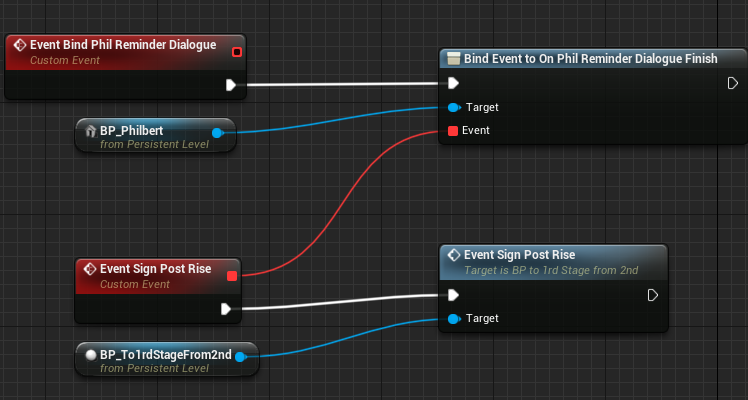 Event Bind Phil Reminder Dialogue
Custom Event
Bind Event to On Phil Reminder Dialogue Finish
Target
Event
BP_Philbert
from Persistent Level
Event Sign Post Rise
Custom Event
Event Sign Post Rise
Target is BP to 1rd Stage from 2nd
Target
BP_To1rdStageFrom2nd
from Persistent Level